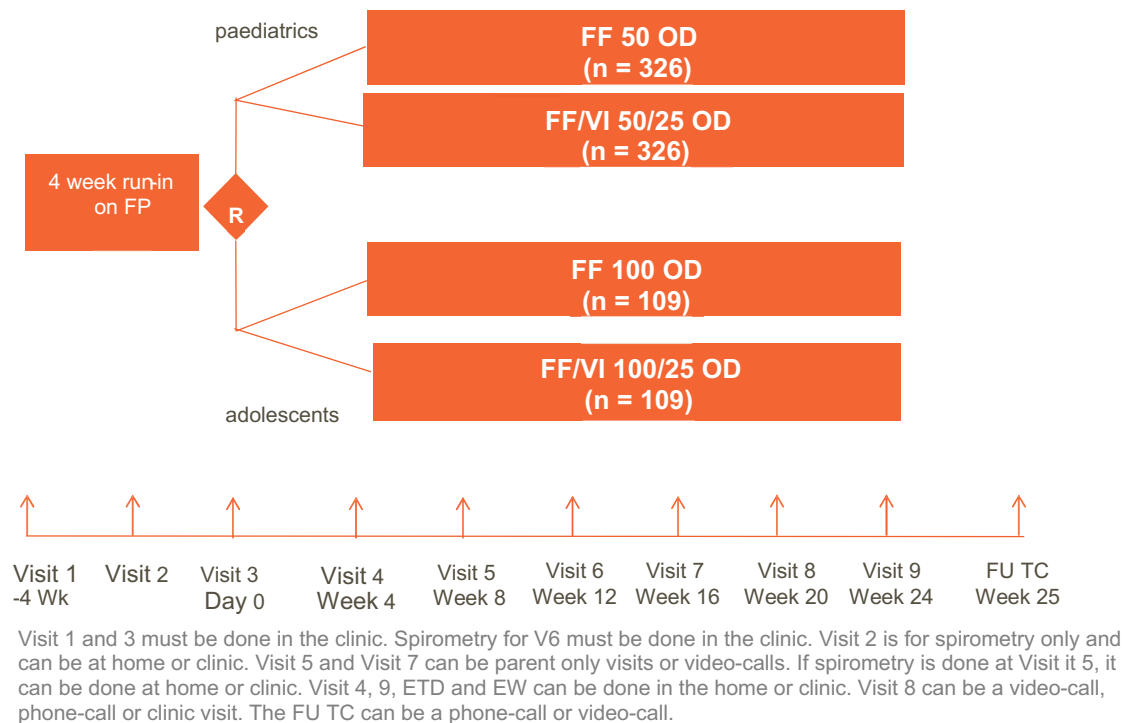 paediatrics
FF 50 OD
(n = 326)
FF/VI 50/25 OD
(n = 326)
4 week run-in
on FP
R
FF 100 OD
(n = 109)
FF/VI 100/25 OD
(n = 109)
adolescents
Visit 1
-4 Wk
Visit 2
Visit 3
Day 0
Visit 4
Week 4
Visit 5
Week 8
Visit 6
Week 12
Visit 7
Week 16
Visit 8
Week 20
Visit 9
Week 24
FU TC
Week 25
Visit 1 and 3 must be done in the clinic. Spirometry for V6 must be done in the clinic. Visit 2 is for spirometry only and
can be at home or clinic. Visit 5 and Visit 7 can be parent only visits or video-calls. If spirometry is done at Visit it 5, it
can be done at home or clinic. Visit 4, 9, ETD and EW can be done in the home or clinic. Visit 8 can be a video-call,
phone-call or clinic visit. The FU TC can be a phone-call or video-call.